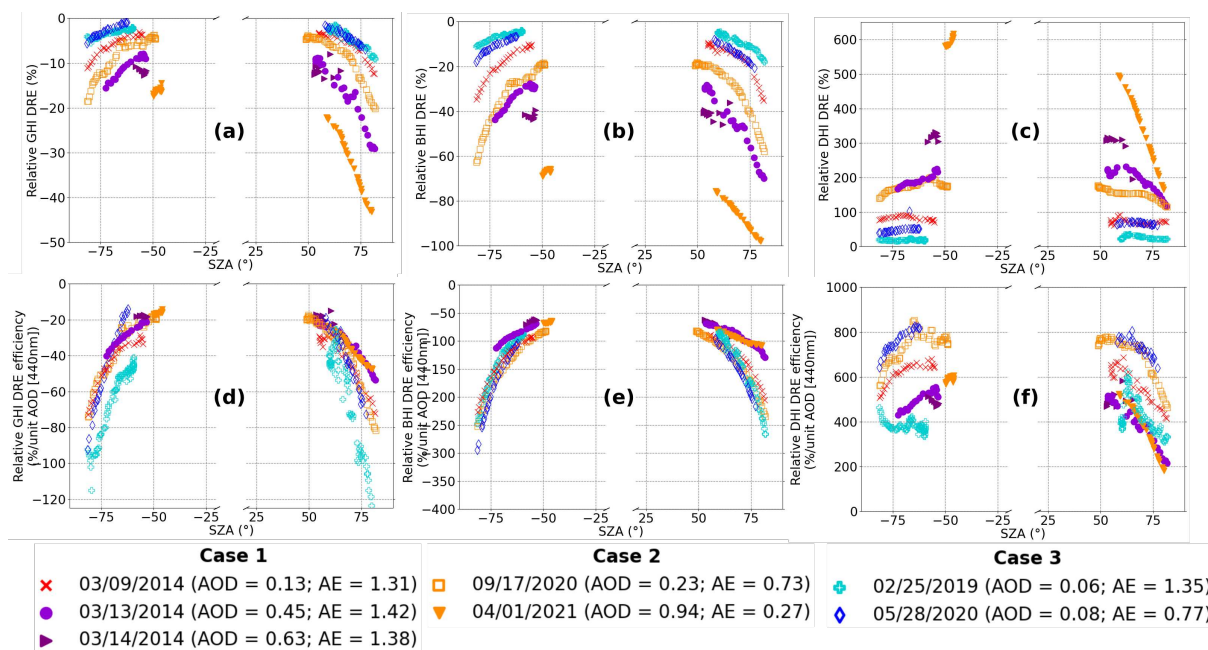 Relative GHI DRE (%)
0
−10
−20
−30
−40
−50
−75
−50
−25
25
50
75
SZA (°)
(a)
Relative BHI DRE (%)
0
−20
−40
−60
−80
−100
−75
−50
−25
25
50
75
SZA (°)
(b)
Relative DHI DRE (%)
600
500
400
300
200
100
0
−75
−50
−25
25
50
75
SZA (°)
(c)
Relative GHI DRE efficiency
(%/unit AOD [440nm])
0
−20
−40
−60
−80
−100
−120
−75
−50
−25
25
50
75
SZA (°)
(d)
Relative BHI DRE efficiency
(%/unit AOD [440nm])
0
−50
−100
−150
−200
−250
−300
−350
−400
−75
−50
−25
25
50
75
SZA (°)
(e)
Relative DHI DRE efficiency
(%/unit AOD [440nm])
1000
800
600
400
200
0
−75
−50
−25
25
50
75
SZA (°)
(f)
Case 1
03/09/2014 (AOD = 0.13; AE = 1.31)
03/13/2014 (AOD = 0.45; AE = 1.42)
03/14/2014 (AOD = 0.63; AE = 1.38)
Case 2
09/17/2020 (AOD = 0.23; AE = 0.73)
04/01/2021 (AOD = 0.94; AE = 0.27)
Case 3
02/25/2019 (AOD = 0.06; AE = 1.35)
05/28/2020 (AOD = 0.08; AE = 0.77)